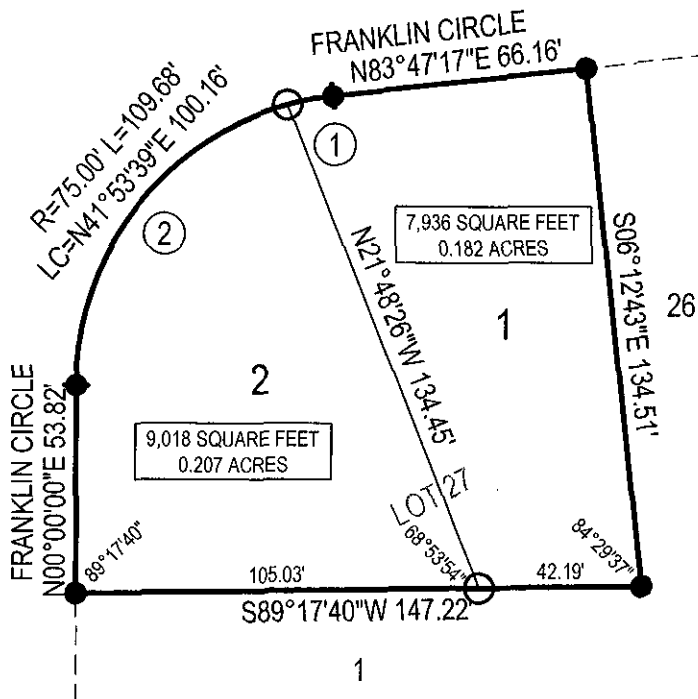 FRANKLIN CIRCLE
N83°47'17"E 66.16'
R=75.00' L=109.68'
LC=N41°53'39"E 100.16'
1
2
7,936 SQUARE FEET
0.182 ACRES
N21°48'26"W 134.45'
S06°12'43"E 134.51'
26
1
2
9,018 SQUARE FEET
0.207 ACRES
FRANKLIN CIRCLE
N00°00'00"E 53.82'
LOT 27
89°17'40"
68°53'54"
84°29'37"
105.03'
42.19'
S89°17'40"W 147.22'
1